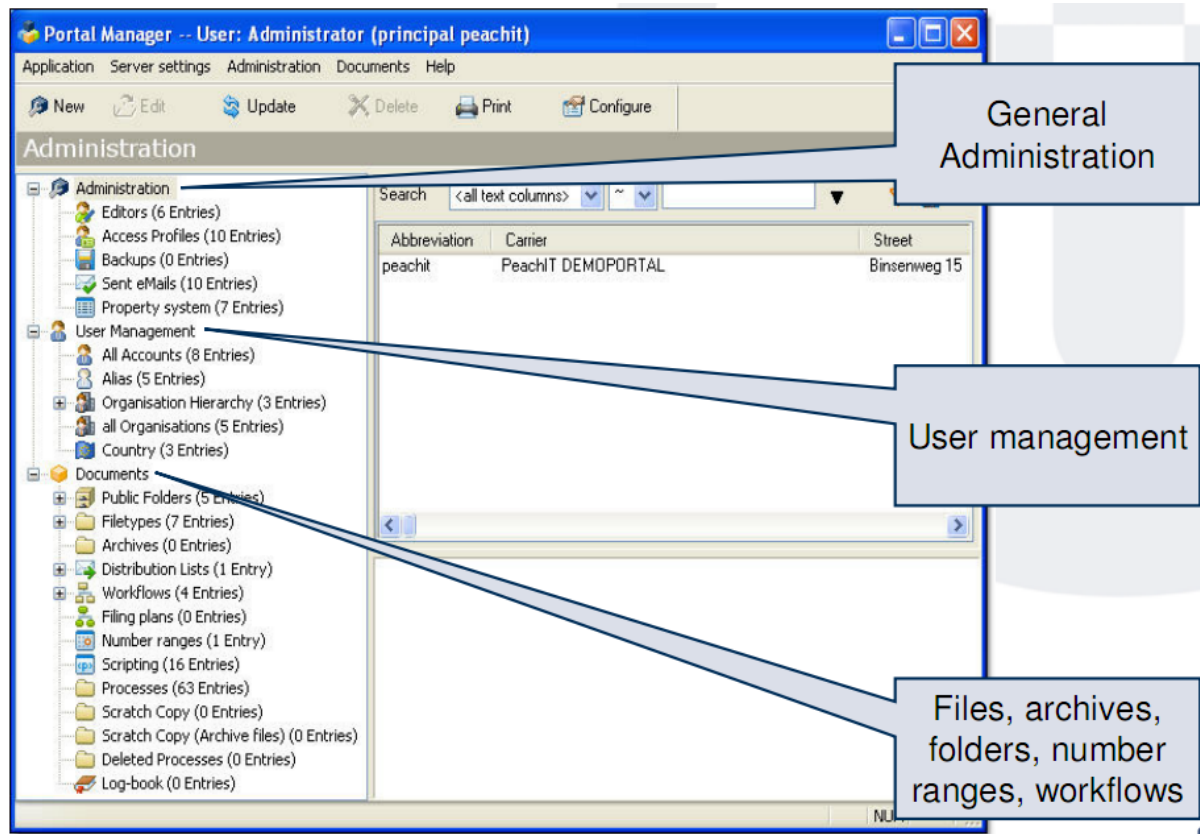 Portal Manager -- User: Administrator (principal peachit)
Application Server settings Administration Documents Help
New Edit Update Delete Print Configure
Administration
General
Administration
Administration
Editors (6 Entries)
Access Profiles (10 Entries)
Backups (0 Entries)
Sent eMails (10 Entries)
Property system (7 Entries)
User Management
All Accounts (8 Entries)
Alias (5 Entries)
Organisation Hierarchy (3 Entries)
all Organisations (5 Entries)
Country (3 Entries)
Documents
Public Folders (5 Entries)
Filetypes (7 Entries)
Archives (0 Entries)
Distribution Lists (1 Entry)
Workflows (4 Entries)
Filing plans (0 Entries)
Number ranges (1 Entry)
Scripting (16 Entries)
Processes (63 Entries)
Scratch Copy (0 Entries)
Scratch Copy (Archive files) (0 Entries)
Deleted Processes (0 Entries)
Log-book (0 Entries)
Search <all text columns> ~
Abbreviation Carrier Street
peachit PeachIT DEMOPORTAL Binsenweg 15
User management
Files, archives,
folders, number
ranges, workflows